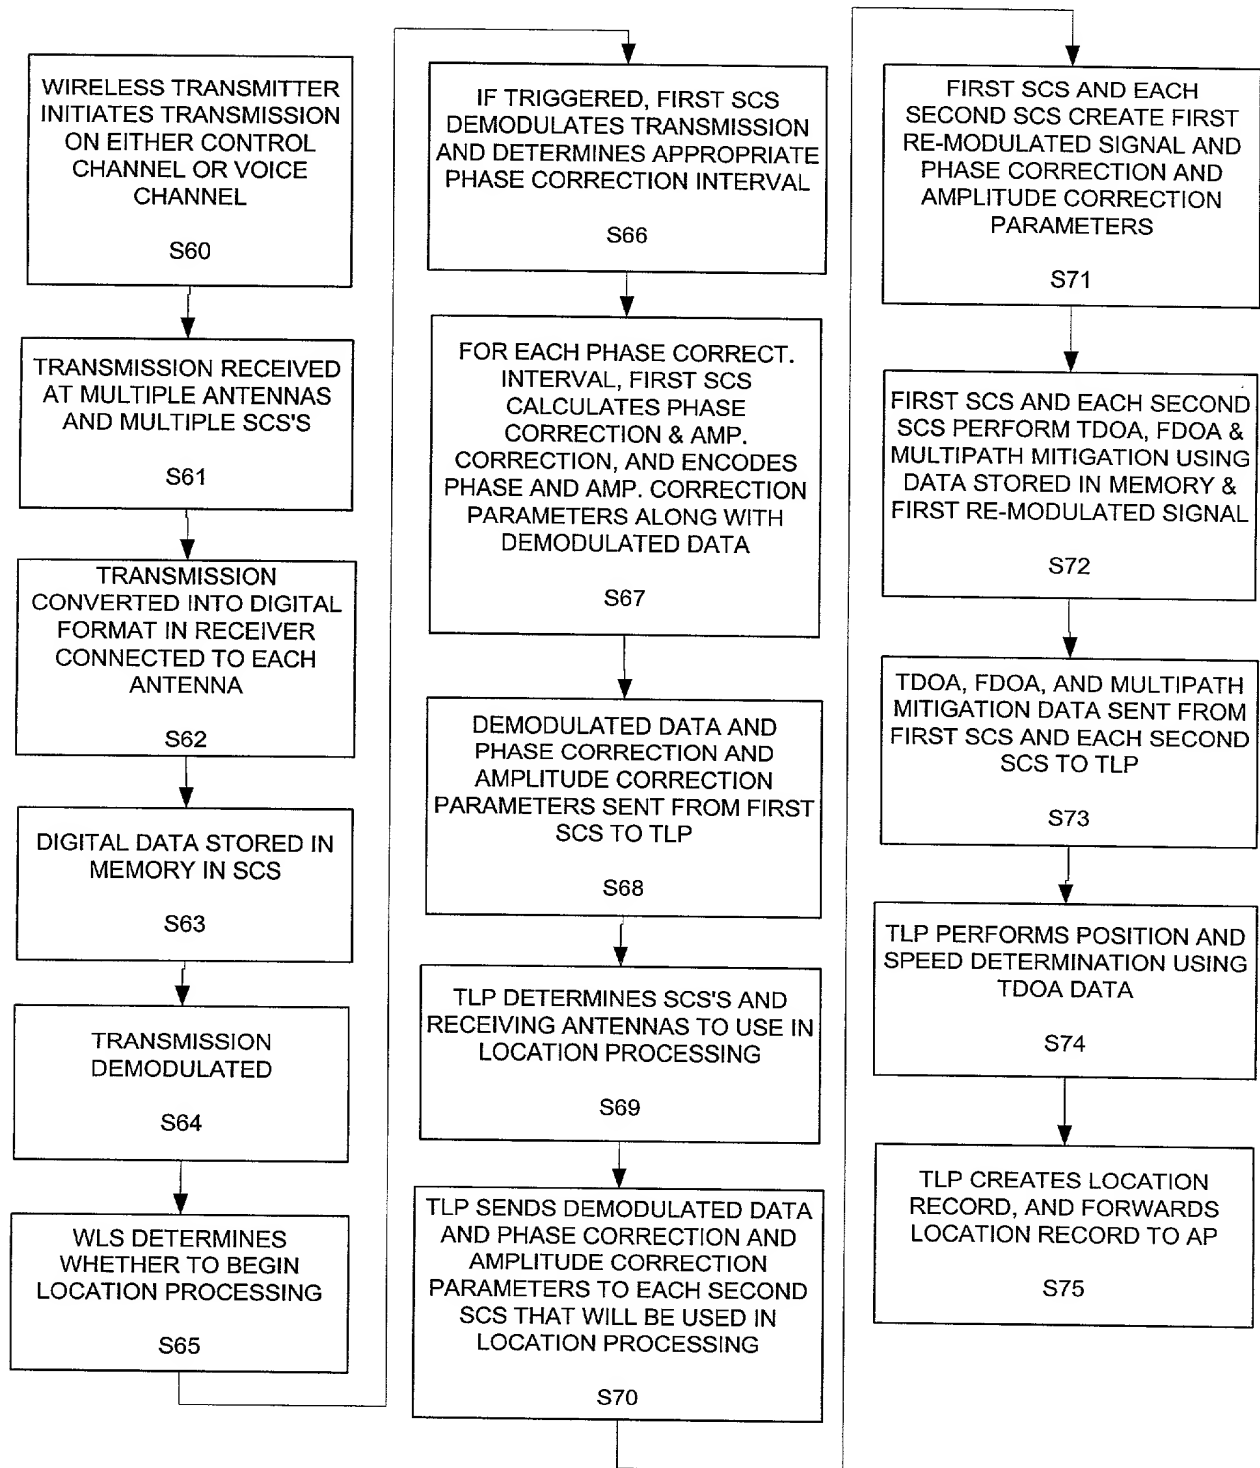 WIRELESS TRANSMITTER
INITIATES TRANSMISSION
ON EITHER CONTROL
CHANNEL OR VOICE
CHANNEL
S60
TRANSMISSION RECEIVED
AT MULTIPLE ANTENNAS
AND MULTIPLE SCS'S
S61
TRANSMISSION
CONVERTED INTO DIGITAL
FORMAT IN RECEIVER
CONNECTED TO EACH
ANTENNA
S62
DIGITAL DATA STORED IN
MEMORY IN SCS
S63
TRANSMISSION
DEMODULATED
S64
WLS DETERMINES
WHETHER TO BEGIN
LOCATION PROCESSING
S65
IF TRIGGERED, FIRST SCS
DEMODULATES TRANSMISSION
AND DETERMINES APPROPRIATE
PHASE CORRECTION INTERVAL
S66
FOR EACH PHASE CORRECT.
INTERVAL, FIRST SCS
CALCULATES PHASE
CORRECTION & AMP.
CORRECTION, AND ENCODES
PHASE AND AMP. CORRECTION
PARAMETERS ALONG WITH
DEMODULATED DATA
S67
DEMODULATED DATA AND
PHASE CORRECTION AND
AMPLITUDE CORRECTION
PARAMETERS SENT FROM FIRST
SCS TO TLP
S68
TLP DETERMINES SCS'S AND
RECEIVING ANTENNAS TO USE IN
LOCATION PROCESSING
S69
TLP SENDS DEMODULATED DATA
AND PHASE CORRECTION AND
AMPLITUDE CORRECTION
PARAMETERS TO EACH SECOND
SCS THAT WILL BE USED IN
LOCATION PROCESSING
S70
FIRST SCS AND EACH
SECOND SCS CREATE FIRST
RE-MODULATED SIGNAL AND
PHASE CORRECTION AND
AMPLITUDE CORRECTION
PARAMETERS
S71
FIRST SCS AND EACH SECOND
SCS PERFORM TDOA, FDOA &
MULTIPATH MITIGATION USING
DATA STORED IN MEMORY &
FIRST RE-MODULATED SIGNAL
S72
TDOA, FDOA, AND MULTIPATH
MITIGATION DATA SENT FROM
FIRST SCS AND EACH SECOND
SCS TO TLP
S73
TLP PERFORMS POSITION AND
SPEED DETERMINATION USING
TDOA DATA
S74
TLP CREATES LOCATION
RECORD, AND FORWARDS
LOCATION RECORD TO AP
S75